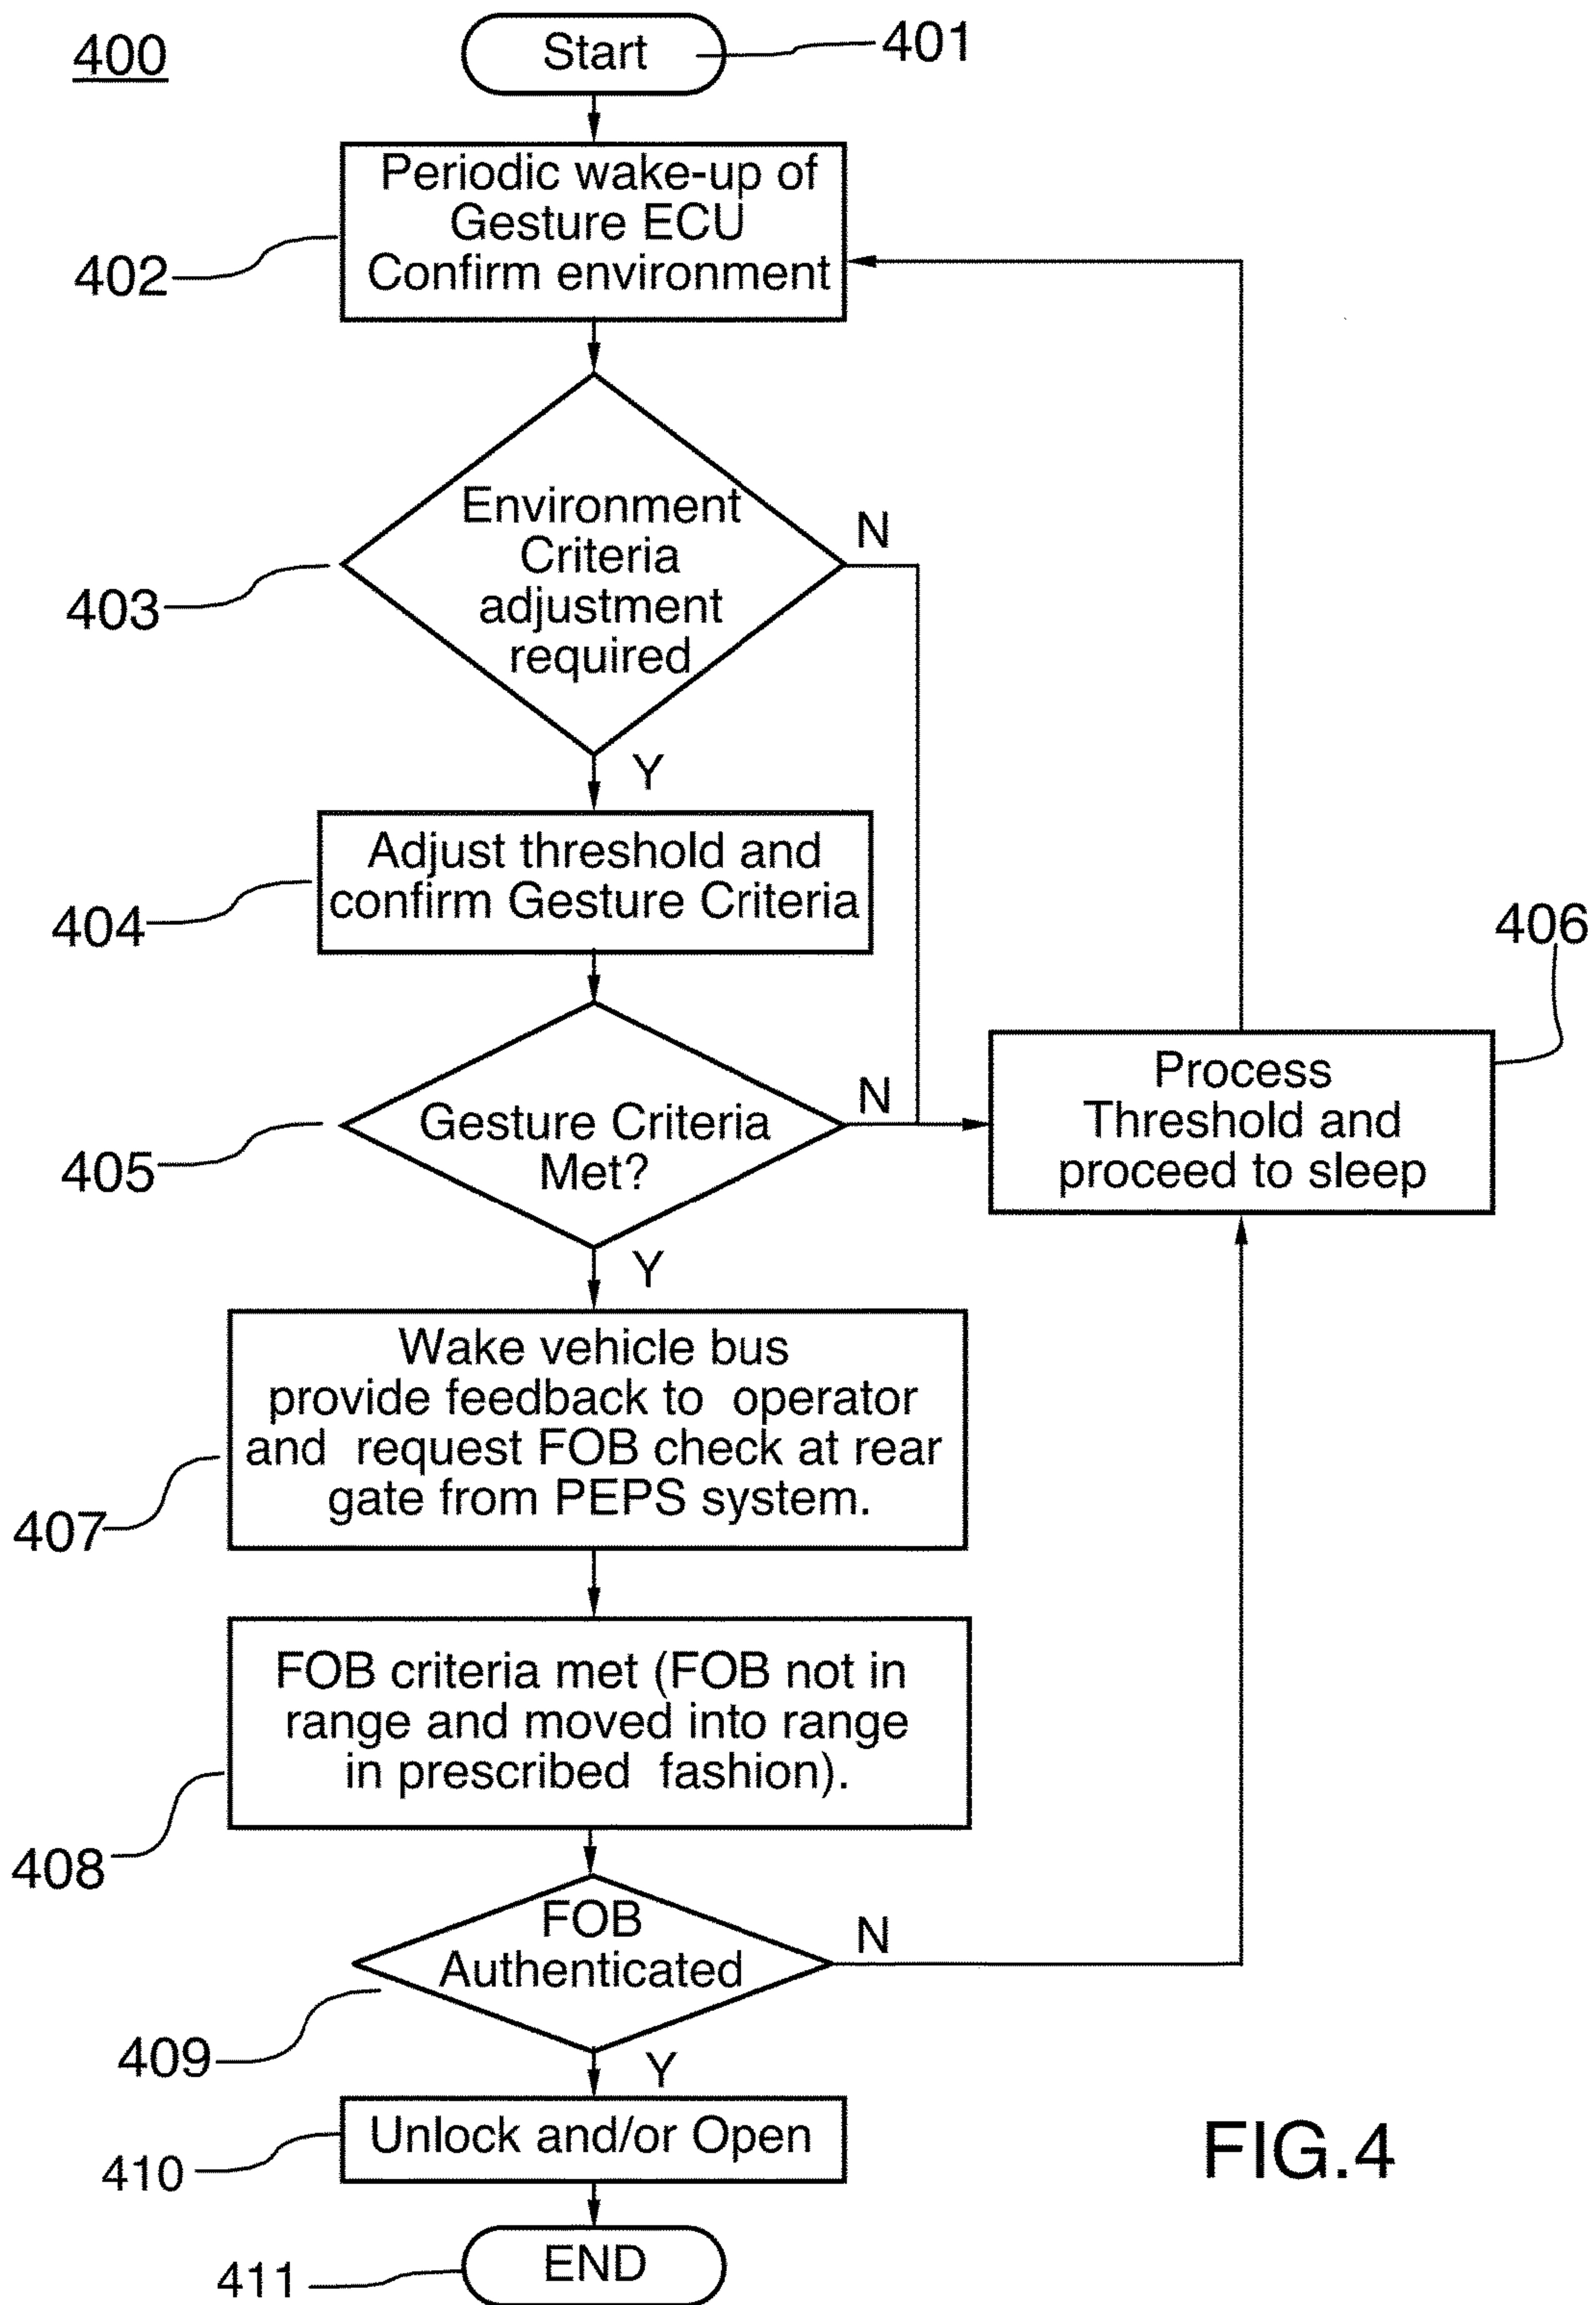 400
Start
401
Periodic wake-up of
Gesture ECU
Confirm environment
402
Environment
Criteria
adjustment
required
N
403
Y
Adjust threshold and
confirm Gesture Criteria
404
406
Process
Threshold and
proceed to sleep
Gesture Criteria
Met?
N
405
Y
Wake vehicle bus
provide feedback to operator
and request FOB check at rear
gate from PEPS system.
407
FOB criteria met (FOB not in
range and moved into range
in prescribed fashion).
408
FOB
Authenticated
N
409
Y
Unlock and/or Open
410
END
411
FIG.4